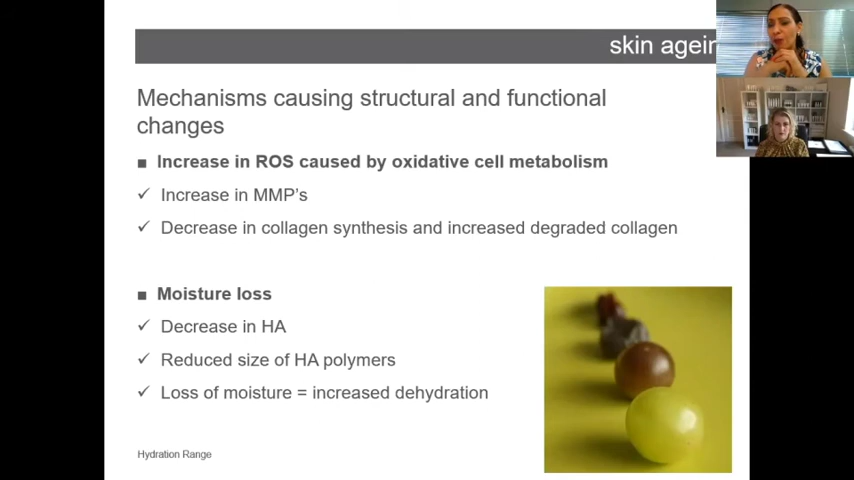 skin agein
Mechanisms causing structural and functional
changes
■ Increase in ROS caused by oxidative cell metabolism
✓ Increase in MMP's
✓ Decrease in collagen synthesis and increased degraded collagen
■ Moisture loss
✓ Decrease in HA
✓ Reduced size of HA polymers
✓ Loss of moisture = increased dehydration
Hydration Range